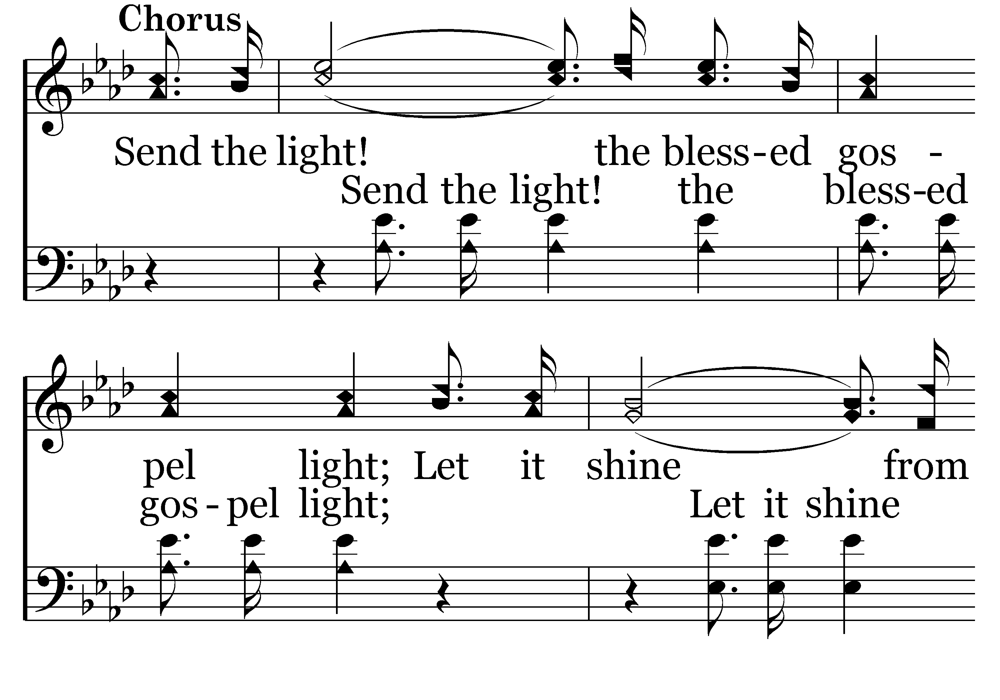 Chorus
Send the light! the bless-ed gos -
Send the light! the bless-ed
pel light; Let it shine from
gos-pel light; Let it shine